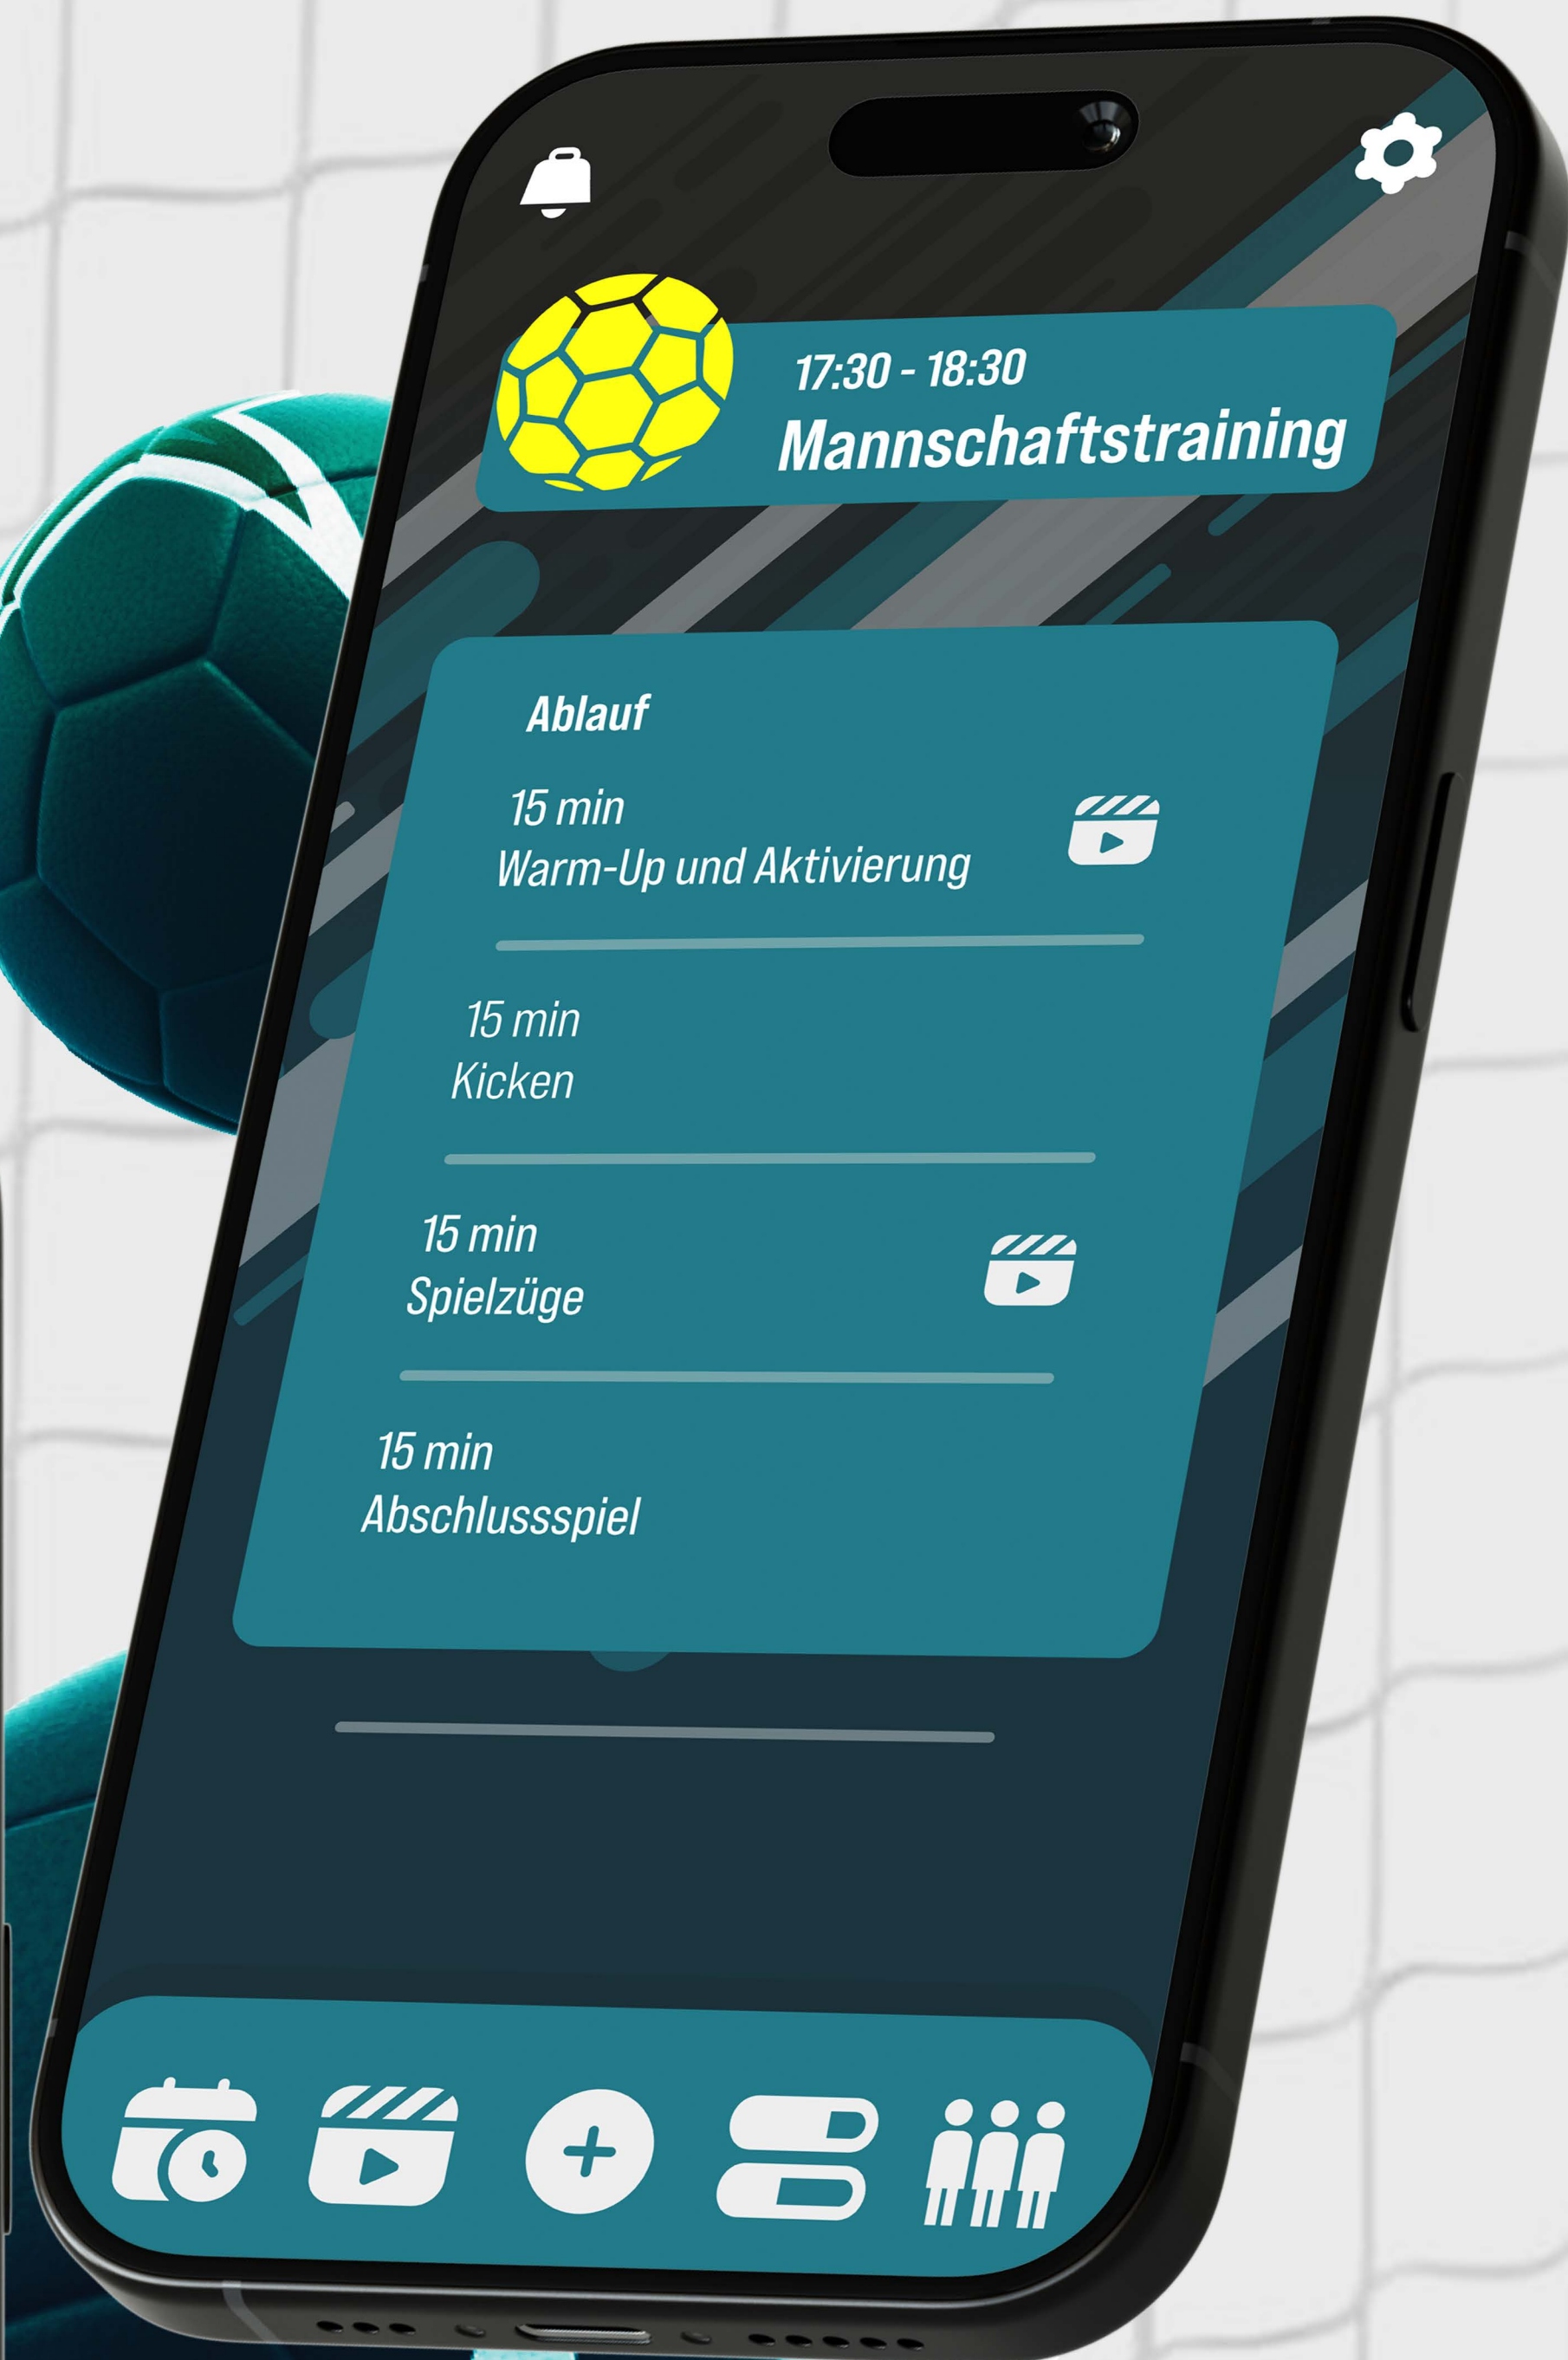 17:30 - 18:30
Mannschaftstraining
Ablauf
15 min
Warm-Up und Aktivierung
15 min
Kicken
15 min
Spielzüge
15 min
Abschlussspiel